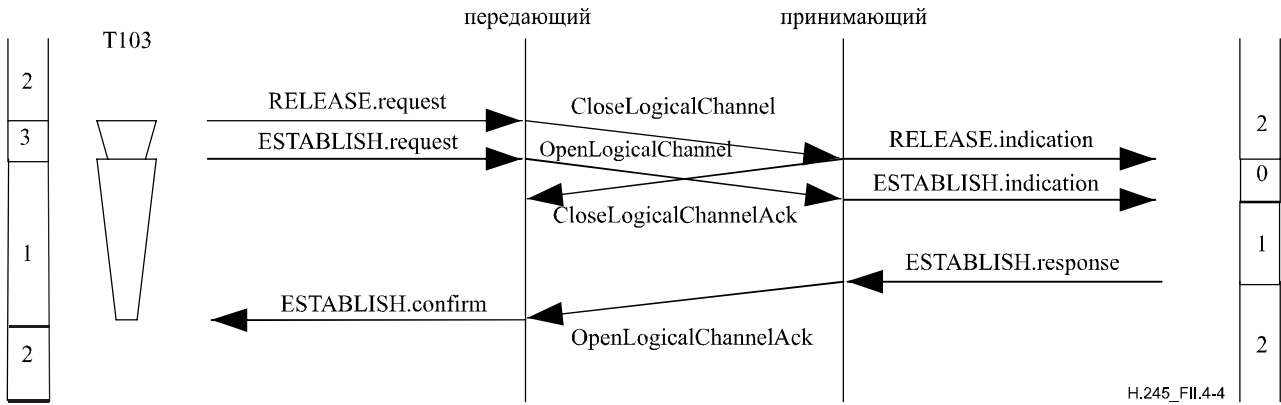 передающий принимающий
T103
2
RELEASE.request CloseLogicalChannel
3 2
ESTABLISH.request OpenLogicalChannel RELEASE.indication
0
ESTABLISH.indication
CloseLogicalChannelAck
1 1
ESTABLISH.response
ESTABLISH.confirm
OpenLogicalChannelAck
2 2
H.245_FII.4-4